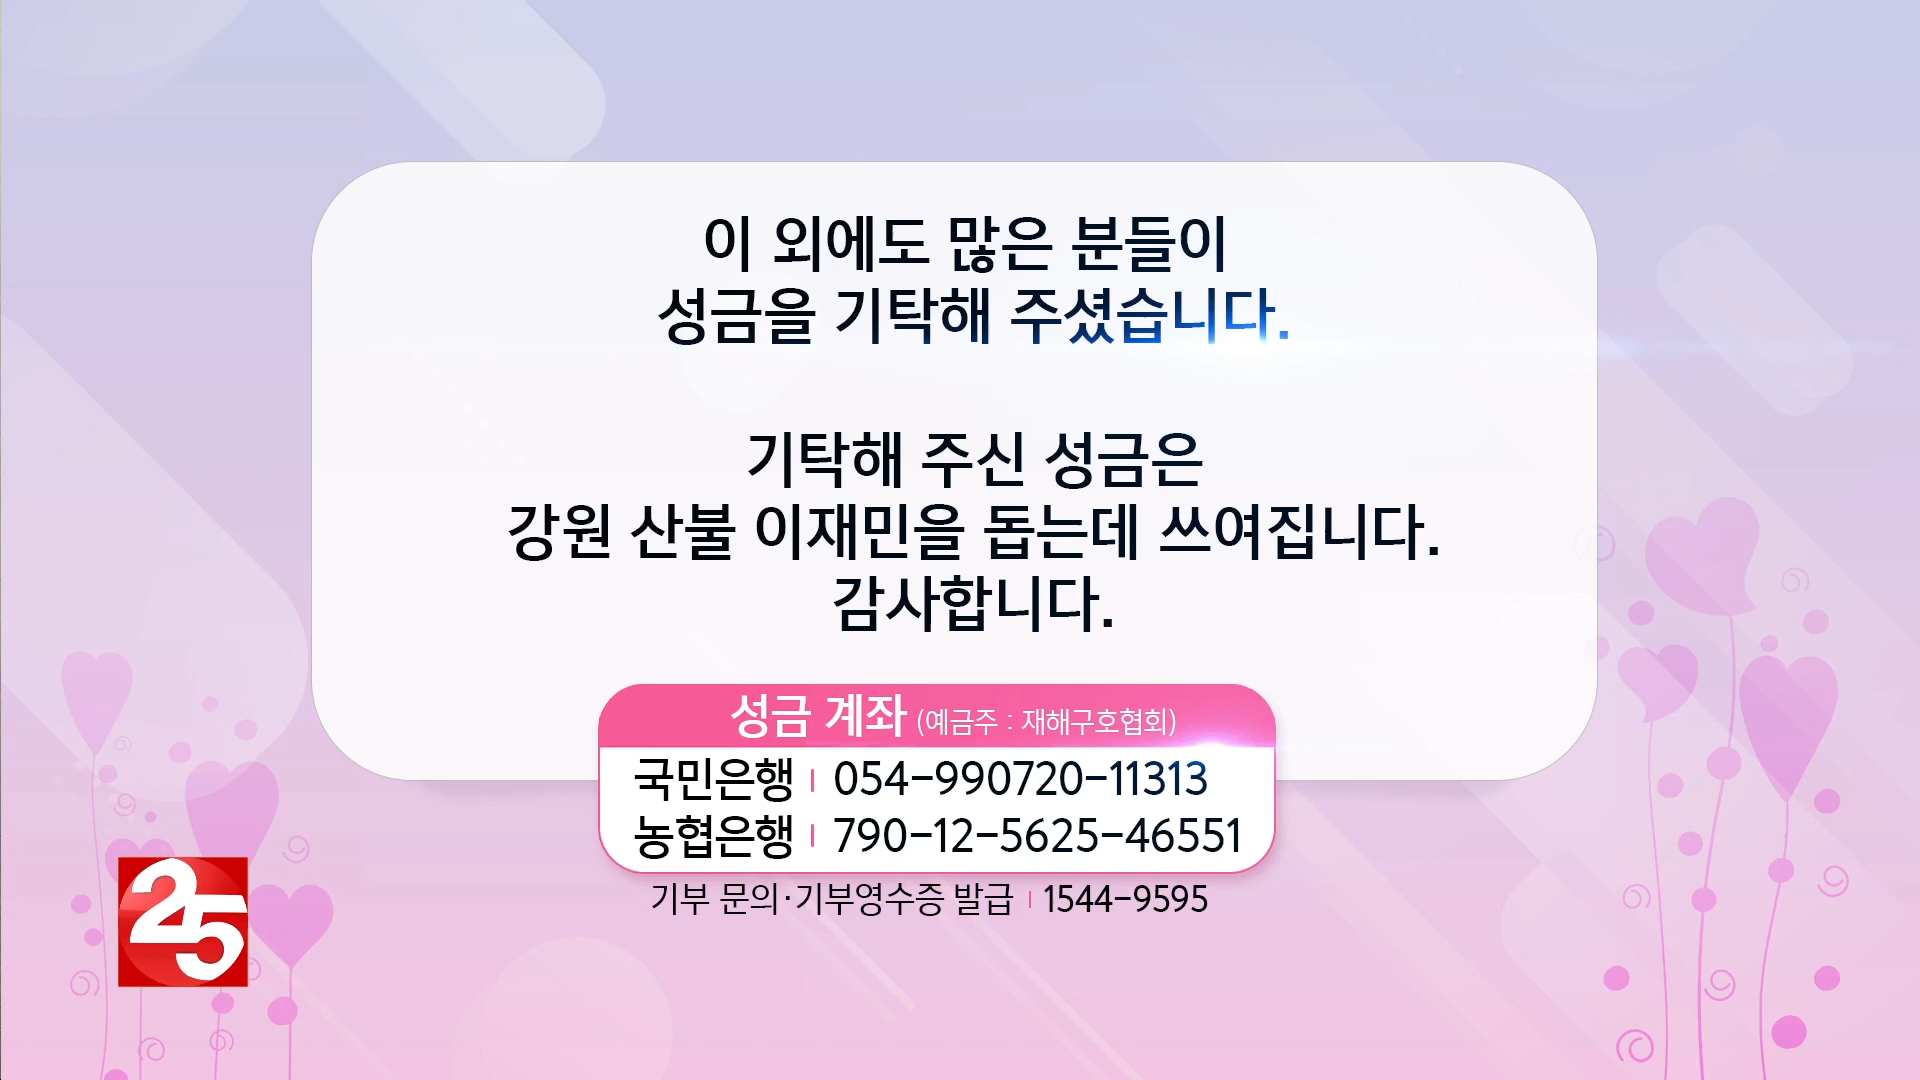 이 외에도 많은 분들이
성금을 기탁해 주셨습니다.
기탁해 주신 성금은
강원 산불 이재민을 돕는데 쓰여집니다.
감사합니다.
성금 계좌 (예금주 : 재해구호협회)
국민은행 | 054-990720-11313
농협은행 | 790-12-5625-46551
기부 문의·기부영수증 발급 | 1544-9595
25